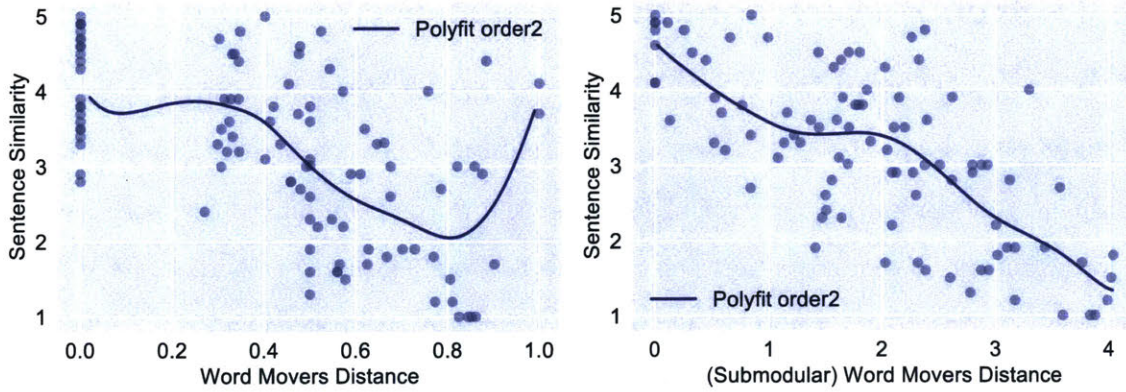 5
4
3
2
1
Sentence Similarity
Polyfit order2
0.0 0.2 0.4 0.6 0.8 1.0
Word Movers Distance
5
4
3
2
1
Sentence Similarity
Polyfit order2
0 1 2 3 4
(Submodular) Word Movers Distance